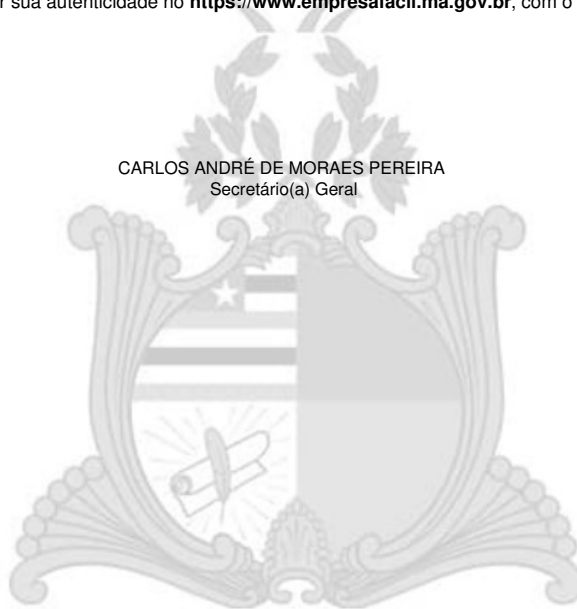 r sua autenticidade no https://www.empresafacil.ma.gov.br, com o
CARLOS ANDRÉ DE MORAES PEREIRA
Secretário(a) Geral